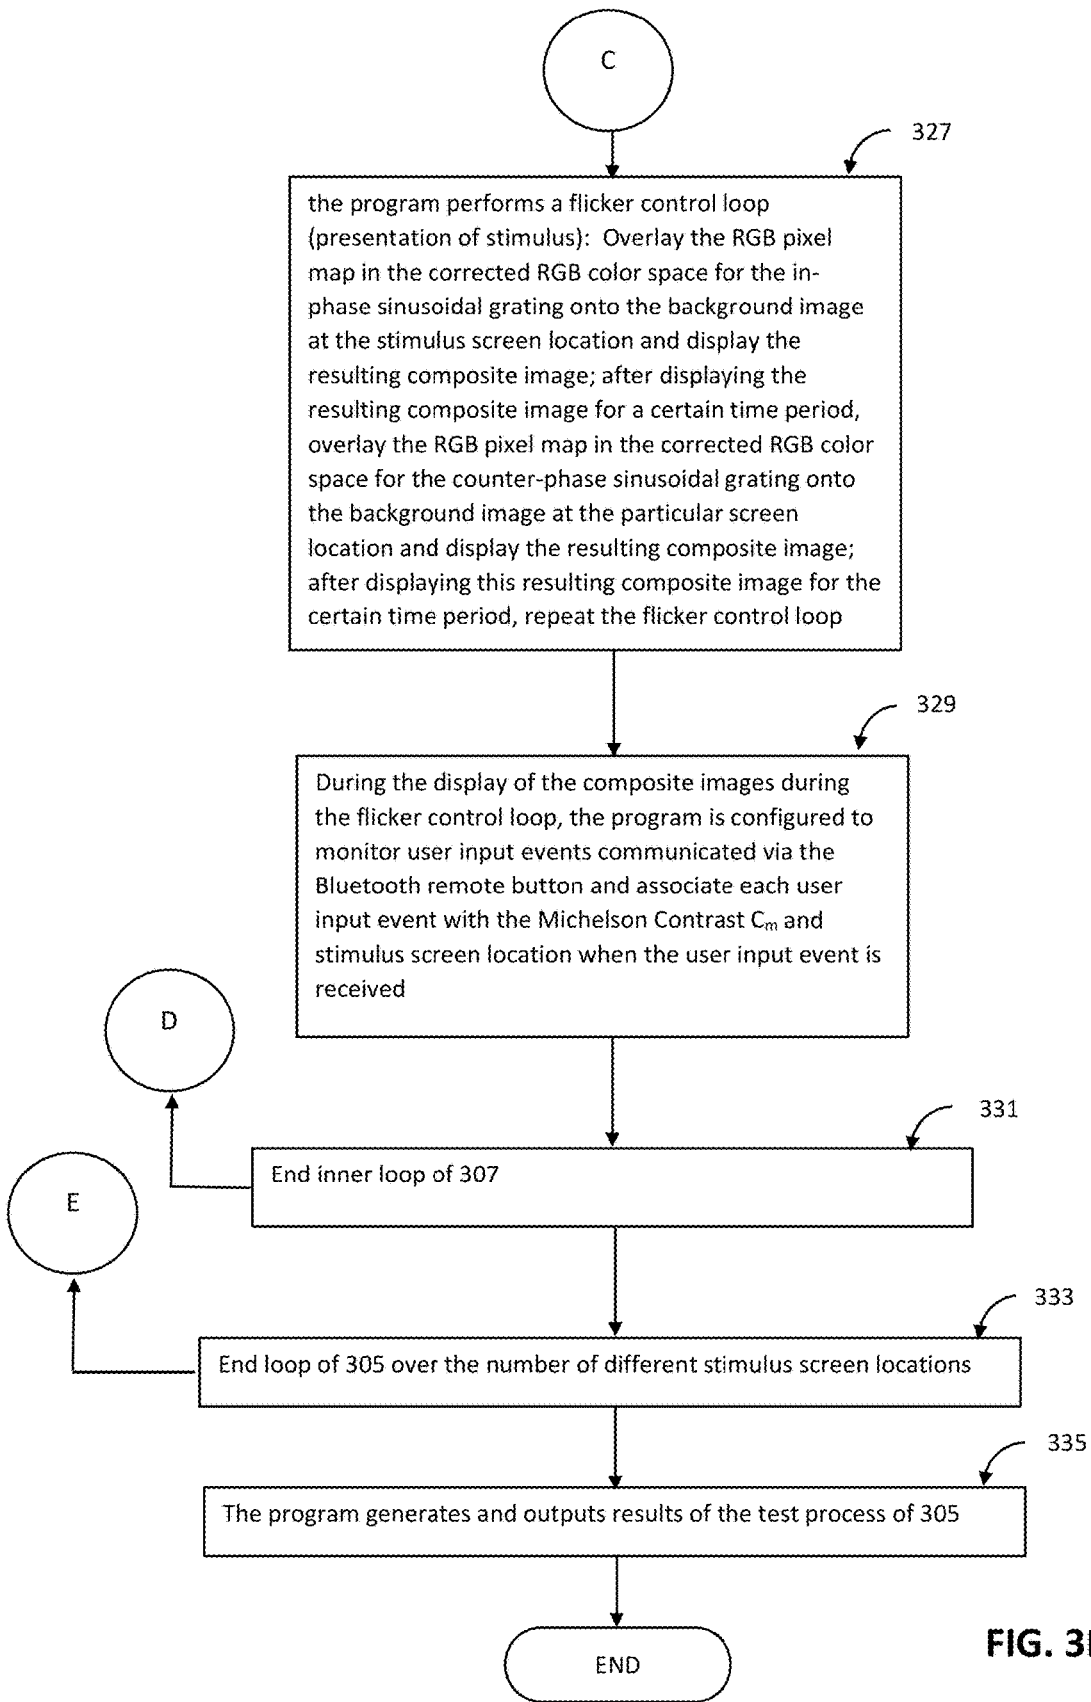 C
327
the program performs a flicker control loop
(presentation of stimulus):  Overlay the RGB pixel
map in the corrected RGB color space for the in-
phase sinusoidal grating onto the background image
at the stimulus screen location and display the
resulting composite image; after displaying the
resulting composite image for a certain time period,
overlay the RGB pixel map in the corrected RGB color
space for the counter-phase sinusoidal grating onto
the background image at the particular screen
location and display the resulting composite image;
after displaying this resulting composite image for the
certain time period, repeat the flicker control loop
329
During the display of the composite images during
the flicker control loop, the program is configured to
monitor user input events communicated via the
Bluetooth remote button and associate each user
input event with the Michelson Contrast Cₘ and
stimulus screen location when the user input event is
received
D
331
End inner loop of 307
E
333
End loop of 305 over the number of different stimulus screen locations
335
The program generates and outputs results of the test process of 305
END
FIG.